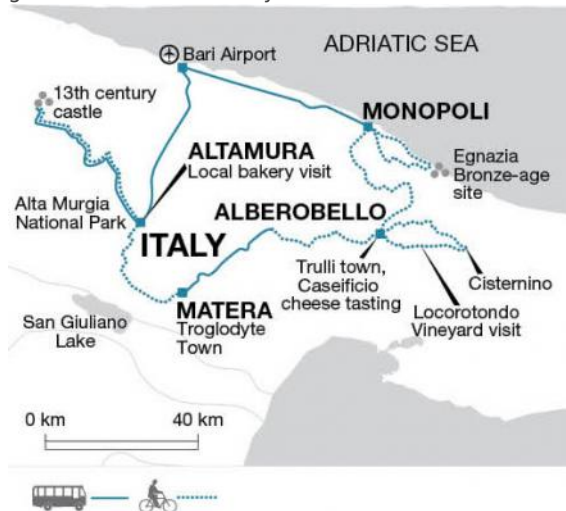 ADRIATIC SEA
Bari Airport
13th century
castle
MONOPOLI
ALTAMURA
Local bakery visit
Egnazia
Bronze-age
site
Alta Murgia
National Park
ALBEROBELLO
ITALY
Trulli town,
Caseificio
cheese tasting
Cisternino
MATERA
Troglodyte
Town
Locorotondo
Vineyard visit
San Giuliano
Lake
0 km
40 km